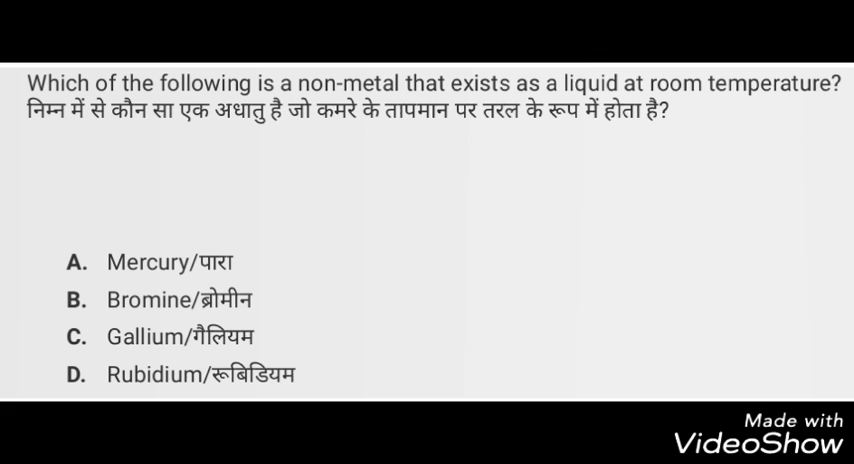 Which of the following is a non-metal that exists as a liquid at room temperature?
निम्न में से कौन सा एक अधातु है जो कमरे के तापमान पर तरल के रूप में होता है?
A. Mercury/पारा
B. Bromine/ब्रोमीन
C. Gallium/गैलियम
D. Rubidium/रूबिडियम
Made with
VideoShow